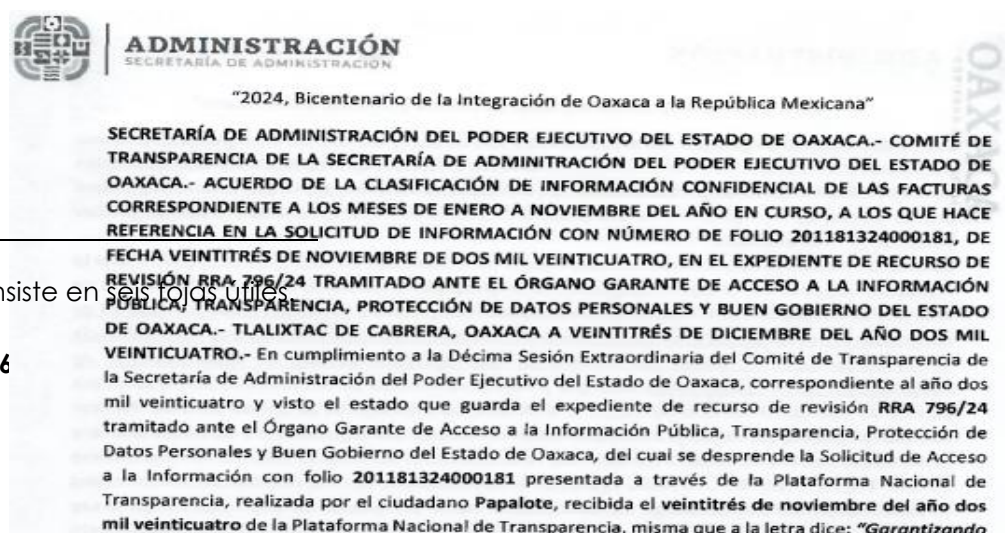 ADMINISTRACIÓN
SECRETARÍA DE ADMINISTRACIÓN
OAXACA
"2024, Bicentenario de la Integración de Oaxaca a la República Mexicana"
SECRETARÍA DE ADMINISTRACIÓN DEL PODER EJECUTIVO DEL ESTADO DE OAXACA.- COMITÉ DE
TRANSPARENCIA DE LA SECRETARÍA DE ADMINITRACIÓN DEL PODER EJECUTIVO DEL ESTADO DE
OAXACA.- ACUERDO DE LA CLASIFICACIÓN DE INFORMACIÓN CONFIDENCIAL DE LAS FACTURAS
CORRESPONDIENTE A LOS MESES DE ENERO A NOVIEMBRE DEL AÑO EN CURSO, A LOS QUE HACE
REFERENCIA EN LA SOLICITUD DE INFORMACIÓN CON NÚMERO DE FOLIO 201181324000181, DE
FECHA VEINTITRÉS DE NOVIEMBRE DE DOS MIL VEINTICUATRO, EN EL EXPEDIENTE DE RECURSO DE
REVISIÓN RRA 796/24 TRAMITADO ANTE EL ÓRGANO GARANTE DE ACCESO A LA INFORMACIÓN
nsiste en seis fojas útiles
PÚBLICA, TRANSPARENCIA, PROTECCIÓN DE DATOS PERSONALES Y BUEN GOBIERNO DEL ESTADO
DE OAXACA.- TLALIXTAC DE CABRERA, OAXACA A VEINTITRÉS DE DICIEMBRE DEL AÑO DOS MIL
VEINTICUATRO.- En cumplimiento a la Décima Sesión Extraordinaria del Comité de Transparencia de
6
la Secretaría de Administración del Poder Ejecutivo del Estado de Oaxaca, correspondiente al año dos
mil veinticuatro y visto el estado que guarda el expediente de recurso de revisión RRA 796/24
tramitado ante el Órgano Garante de Acceso a la Información Pública, Transparencia, Protección de
Datos Personales y Buen Gobierno del Estado de Oaxaca, del cual se desprende la Solicitud de Acceso
a la Información con folio 201181324000181 presentada a través de la Plataforma Nacional de
Transparencia, realizada por el ciudadano Papalote, recibida el veintitrés de noviembre del año dos
mil veinticuatro de la Plataforma Nacional de Transparencia, misma que a la letra dice: "Garantizando